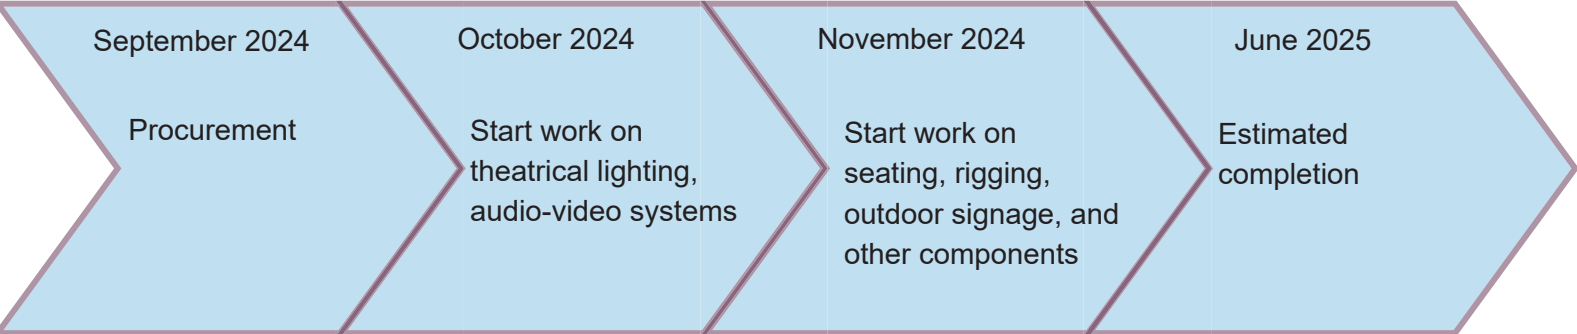 September 2024
Procurement
October 2024
Start work on
theatrical lighting,
audio-video systems
November 2024
Start work on
seating, rigging,
outdoor signage, and
other components
June 2025
Estimated
completion